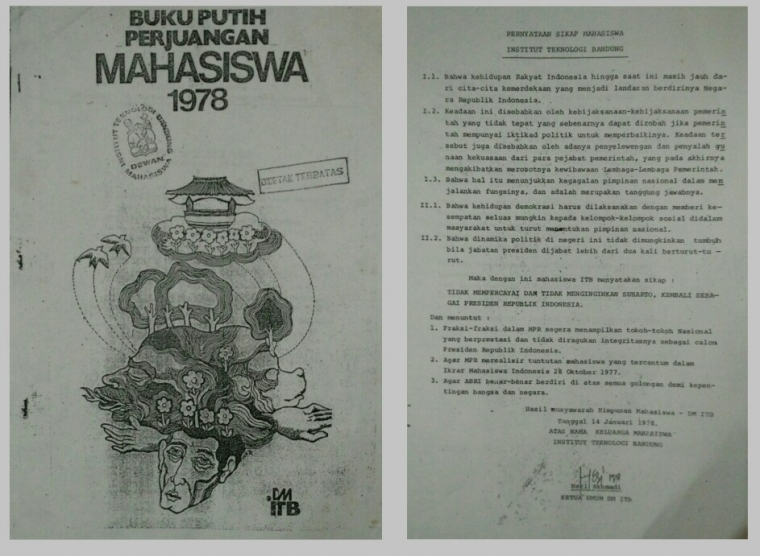 BUKU PUTIH
PERJUANGAN
MAHASISWA
1978
INSTITUT TEKNOLOGI BANDUNG
DEWAN
MAHASISWA
CETAK TERBATAS
.DM
ITB
PERNYATAAN SIKAP MAHASISWA
INSTITUT TEKNOLOGI BANDUNG
I.1. Bahwa kehidupan Rakyat Indonesia hingga saat ini masih jauh da-
ri cita-cita kemerdekaan yang menjadi landasan berdirinya Nega-
ra Republik Indonesia.
I.2. Keadaan ini disebabkan oleh kebijaksanaan-kebijaksanaan pemerin
tah yang tidak tepat yang sebenarnya dapat dirobah jika pemerin
tah mempunyai iktikad politik untuk memperbaikinya. Keadaan ter
sebut juga disebabkan oleh adanya penyelewengan dan penyalah gu
naan kekuasaan dari para pejabat pemerintah, yang pada akhirnya
mengakibatkan merosotnya kewibawaan Lembaga-Lembaga Pemerintah.
I.3. Bahwa hal itu menunjukkan kegagalan pimpinan nasional dalam men
jalankan fungsinya, dan adalah merupakan tanggung jawabnya.
II.1. Bahwa kehidupan demokrasi harus dilaksanakan dengan memberi ke-
sempatan seluas mungkin kepada kelompok-kelompok sosial didalam
masyarakat untuk turut menentukan pimpinan nasional.
II.2. Bahwa dinamika politik di negeri ini tidak dimungkinkan tumbuh
bila jabatan presiden dijabat lebih dari dua kali berturut-tu -
rut.
Maka dengan ini mahasiswa ITB menyatakan sikap :
TIDAK MEMPERCAYAI DAN TIDAK MENGINGINKAN SUHARTO, KEMBALI SEBA-
GAI PRESIDEN REPUBLIK INDONESIA.
Dan menuntut :
1. Fraksi-fraksi dalam MPR segera menampilkan tokoh-tokoh Nasional
yang berprestasi dan tidak diragukan integritasnya sebagai calon
Presiden Republik Indonesia.
2. Agar MPR merealisir tuntutan mahasiswa yang tercantum dalam
Ikrar Mahasiswa Indonesia 28 Oktober 1977.
3. Agar ABRI benar-benar berdiri di atas semua golongan demi kepen-
tingan bangsa dan negara.
Hasil musyawarah Himpunan Mahasiswa - DM ITB
Tanggal 14 Januari 1978.
ATAS NAMA KELUARGA MAHASISWA
INSTITUT TEKNOLOGI BANDUNG
Heri Akhmadi
KETUA UMUM DM ITB